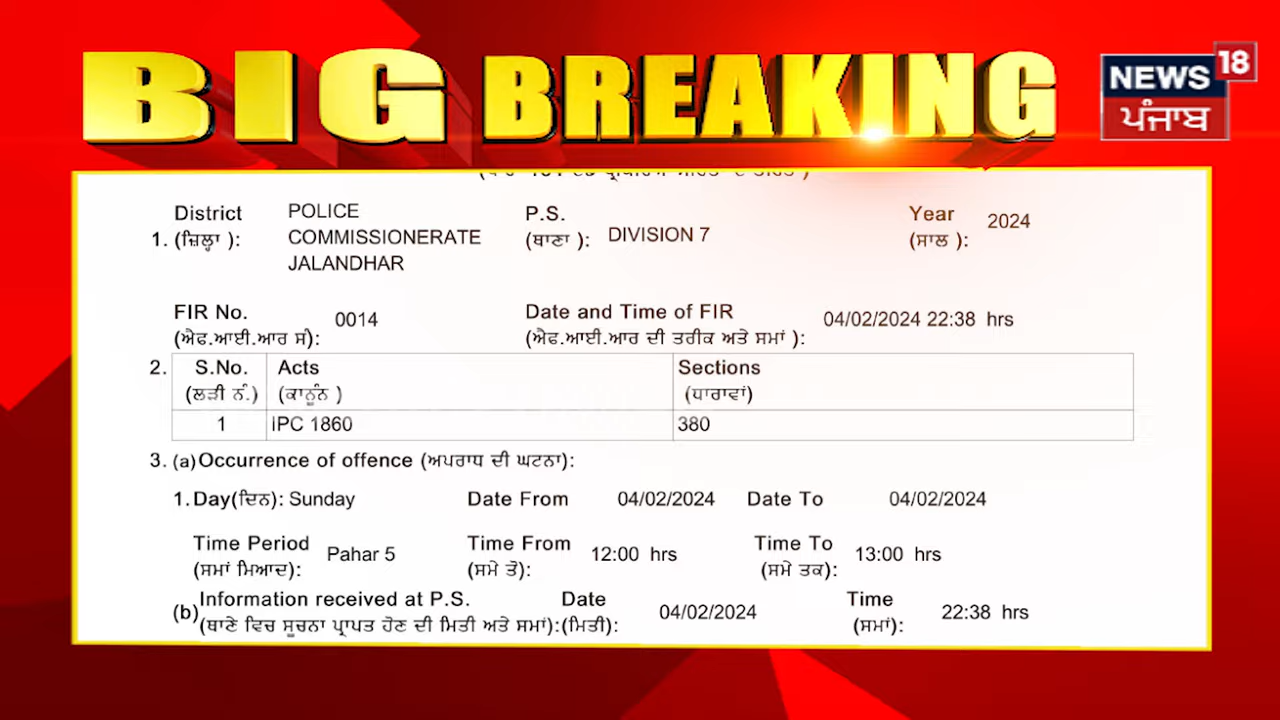 BIG BREAKING
NEWS 18
ਪੰਜਾਬ
District POLICE P.S. Year 2024
1. (ਜ਼ਿਲ੍ਹਾ ): COMMISSIONERATE (ਥਾਣਾ ): DIVISION 7 (ਸਾਲ ):
JALANDHAR
FIR No. 0014 Date and Time of FIR 04/02/2024 22:38 hrs
(ਐਫ.ਆਈ.ਆਰ ਸੰ): (ਐਫ.ਆਈ.ਆਰ ਦੀ ਤਰੀਕ ਅਤੇ ਸਮਾਂ ):
2. S.No. Acts Sections
(ਲੜੀ ਨੰ.) (ਕਾਨੂੰਨ ) (ਧਾਰਾਵਾਂ)
1 IPC 1860 380
3. (a) Occurrence of offence (ਅਪਰਾਧ ਦੀ ਘਟਨਾ):
1. Day(ਦਿਨ): Sunday Date From 04/02/2024 Date To 04/02/2024
Time Period Pahar 5 Time From 12:00 hrs Time To 13:00 hrs
(ਸਮਾਂ ਮਿਆਦ): (ਸਮੇ ਤੋ): (ਸਮੇ ਤਕ):
(b) Information received at P.S. Date 04/02/2024 Time 22:38 hrs
(ਥਾਣੇ ਵਿਚ ਸੂਚਨਾ ਪ੍ਰਾਪਤ ਹੋਣ ਦੀ ਮਿਤੀ ਅਤੇ ਸਮਾਂ):(ਮਿਤੀ): (ਸਮਾਂ):